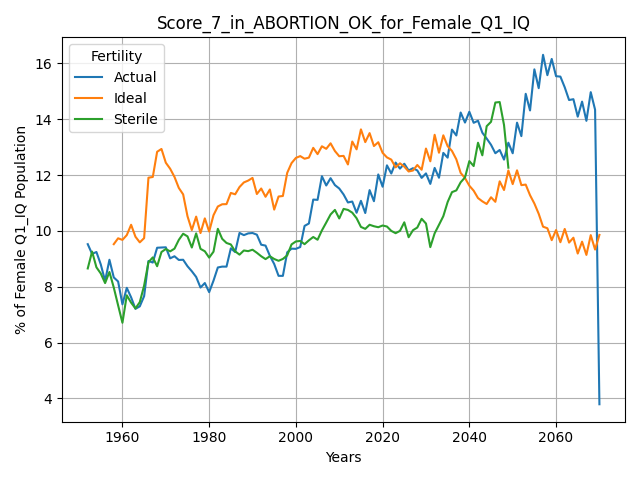 Score_7_in_ABORTION_OK_for_Female_Q1_IQ
Fertility
Actual
Ideal
Sterile
% of Female Q1_IQ Population
16
14
12
10
8
6
4
1960 1980 2000 2020 2040 2060
Years